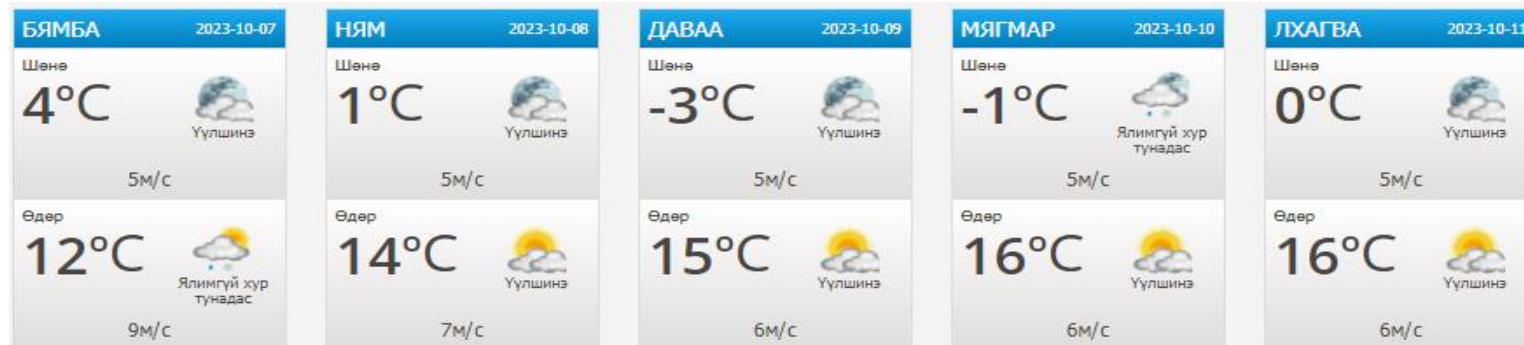 БЯМБА 2023-10-07
Шөнө
4°C
Үүлшинэ
5м/с
Өдөр
12°C
Ялимгүй хур
тунадас
9м/с
НЯМ 2023-10-08
Шөнө
1°C
Үүлшинэ
5м/с
Өдөр
14°C
Үүлшинэ
7м/с
ДАВАА 2023-10-09
Шөнө
-3°C
Үүлшинэ
5м/с
Өдөр
15°C
Үүлшинэ
6м/с
МЯГМАР 2023-10-10
Шөнө
-1°C
Ялимгүй хур
тунадас
5м/с
Өдөр
16°C
Үүлшинэ
6м/с
ЛХАГВА 2023-10-11
Шөнө
0°C
Үүлшинэ
5м/с
Өдөр
16°C
Үүлшинэ
6м/с